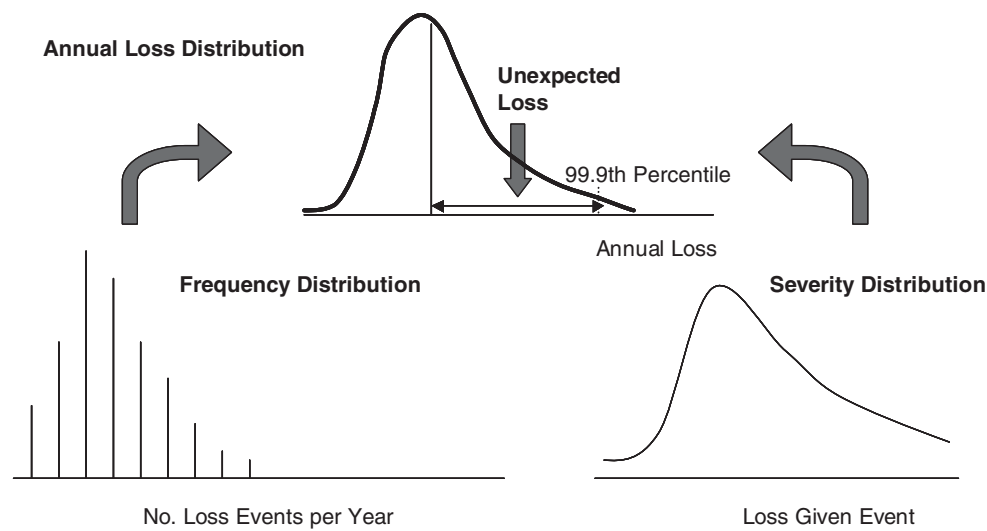 Annual Loss Distribution
Unexpected
Loss
99.9th Percentile
Annual Loss
Frequency Distribution
Severity Distribution
No. Loss Events per Year
Loss Given Event